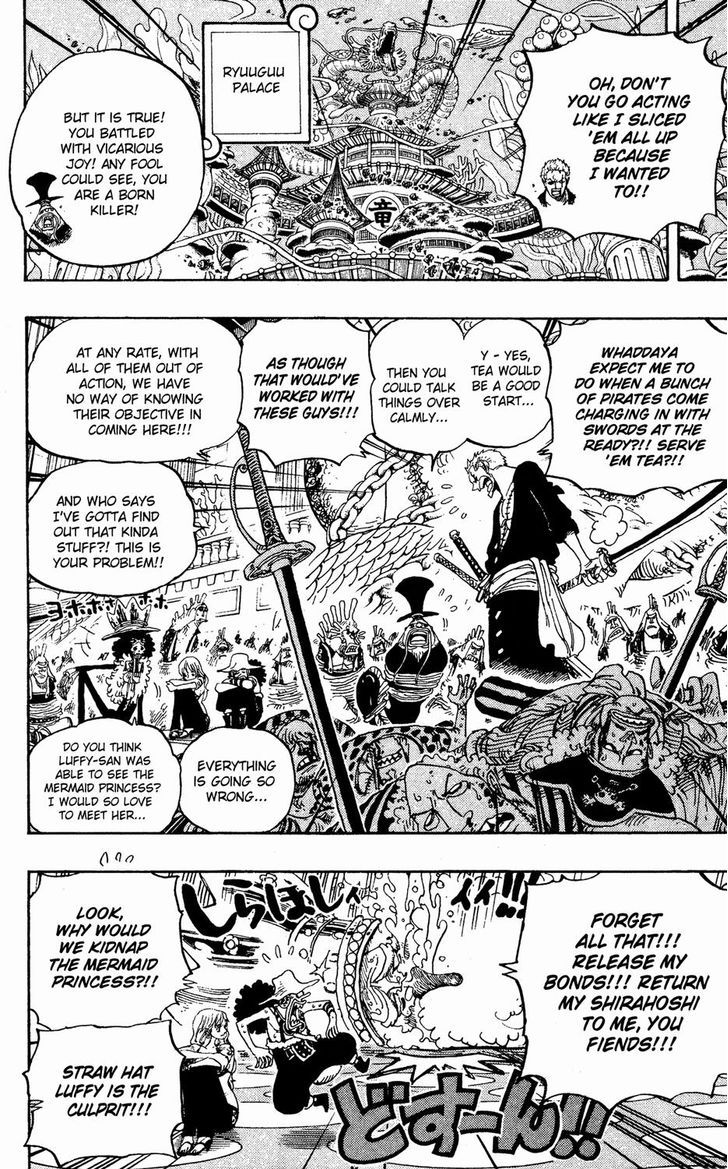 OH, DON'T
YOU GO ACTING
LIKE I SLICED
'EM ALL UP
BECAUSE
I WANTED
TO!!
RYUUGUU
PALACE
竜
BUT IT IS TRUE!
YOU BATTLED
WITH VICARIOUS
JOY! ANY FOOL
COULD SEE, YOU
ARE A BORN
KILLER!
WHADDAYA
EXPECT ME TO
DO WHEN A BUNCH
OF PIRATES COME
CHARGING IN WITH
SWORDS AT THE
READY?!! SERVE
'EM TEA?!!
Y - YES,
TEA WOULD
BE A GOOD
START...
THEN YOU
COULD TALK
THINGS OVER
CALMLY...
AS THOUGH
THAT WOULD'VE
WORKED WITH
THESE GUYS!!!
AT ANY RATE, WITH
ALL OF THEM OUT OF
ACTION, WE HAVE
NO WAY OF KNOWING
THEIR OBJECTIVE IN
COMING HERE!!!
AND WHO SAYS
I'VE GOTTA FIND
OUT THAT KINDA
STUFF?! THIS IS
YOUR PROBLEM!!
ヨホホホホホ
EVERYTHING
IS GOING SO
WRONG...
DO YOU THINK
LUFFY-SAN WAS
ABLE TO SEE THE
MERMAID PRINCESS?
I WOULD SO LOVE
TO MEET HER...
FORGET
ALL THAT!!!
RELEASE MY
BONDS!!! RETURN
MY SHIRAHOSHI
TO ME, YOU
FIENDS!!!
しらほしィ
ィィ!!!
LOOK,
WHY WOULD
WE KIDNAP
THE MERMAID
PRINCESS?!!
STRAW HAT
LUFFY IS THE
CULPRIT!!!
どすーん!!